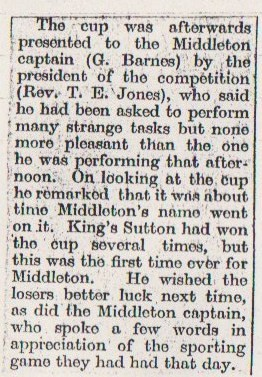 The cup was afterwards
presented to the Middleton
captain (G. Barnes) by the
president of the competition
(Rev. T. E. Jones), who said
he had been asked to perform
many strange tasks but none
more pleasant than the one
he was performing that after-
noon. On looking at the cup
he remarked that it was about
time Middleton's name went
on it. King's Sutton had won
the cup several times, but
this was the first time ever for
Middleton. He wished the
losers better luck next time,
as did the Middleton captain,
who spoke a few words in
appreciation of the sporting
game they had had that day.